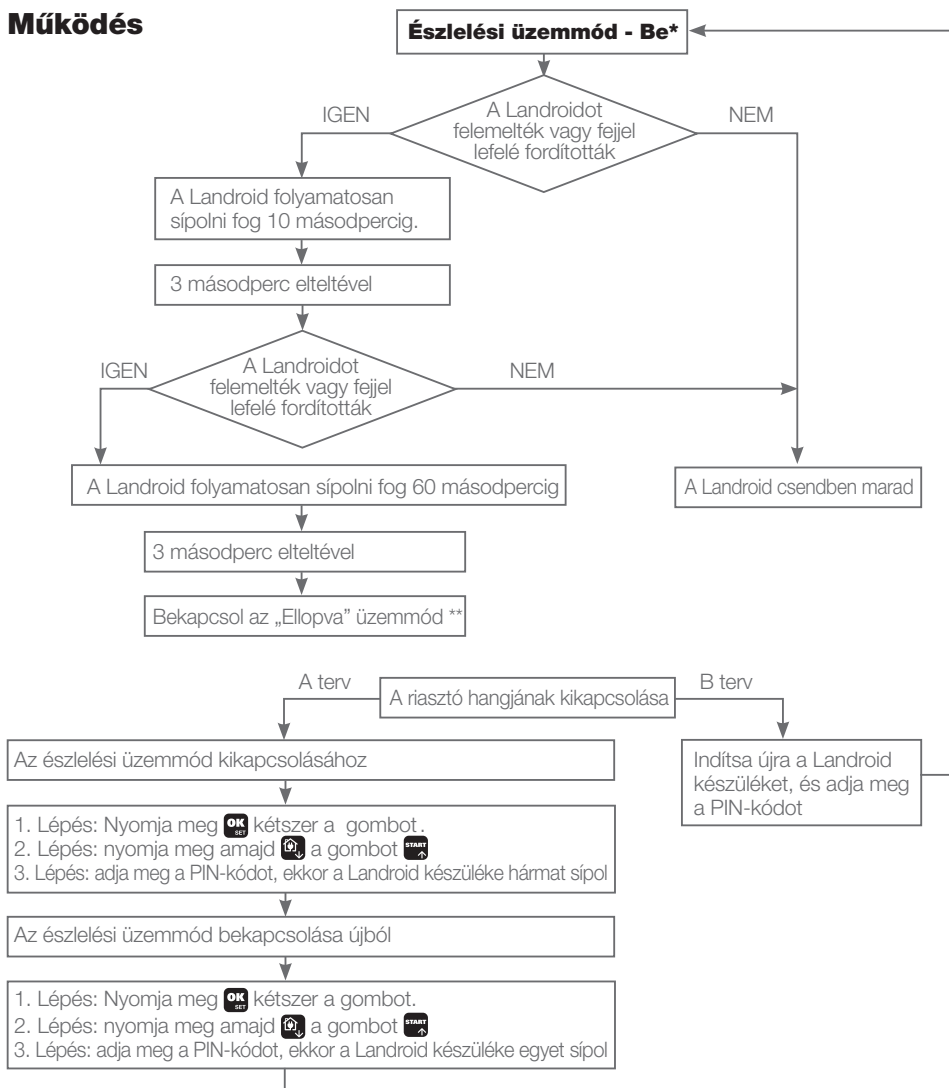 Működés
Észlelési üzemmód - Be*
IGEN
A Landroidot
felemelték vagy fejjel
lefelé fordították
NEM
A Landroid folyamatosan
sípolni fog 10 másodpercig.
3 másodperc elteltével
IGEN
A Landroidot
felemelték vagy fejjel
lefelé fordították
NEM
A Landroid folyamatosan sípolni fog 60 másodpercig
A Landroid csendben marad
3 másodperc elteltével
Bekapcsol az „Ellopva” üzemmód **
A terv
A riasztó hangjának kikapcsolása
B terv
Az észlelési üzemmód kikapcsolásához
Indítsa újra a Landroid
készüléket, és adja meg
a PIN-kódot
1. Lépés: Nyomja meg OK SET kétszer a gombot.
2. Lépés: nyomja meg amajd a gombot START
3. Lépés: adja meg a PIN-kódot, ekkor a Landroid készüléke hármat sípol
Az észlelési üzemmód bekapcsolása újból
1. Lépés: Nyomja meg OK SET kétszer a gombot.
2. Lépés: nyomja meg amajd a gombot START
3. Lépés: adja meg a PIN-kódot, ekkor a Landroid készüléke egyet sípol